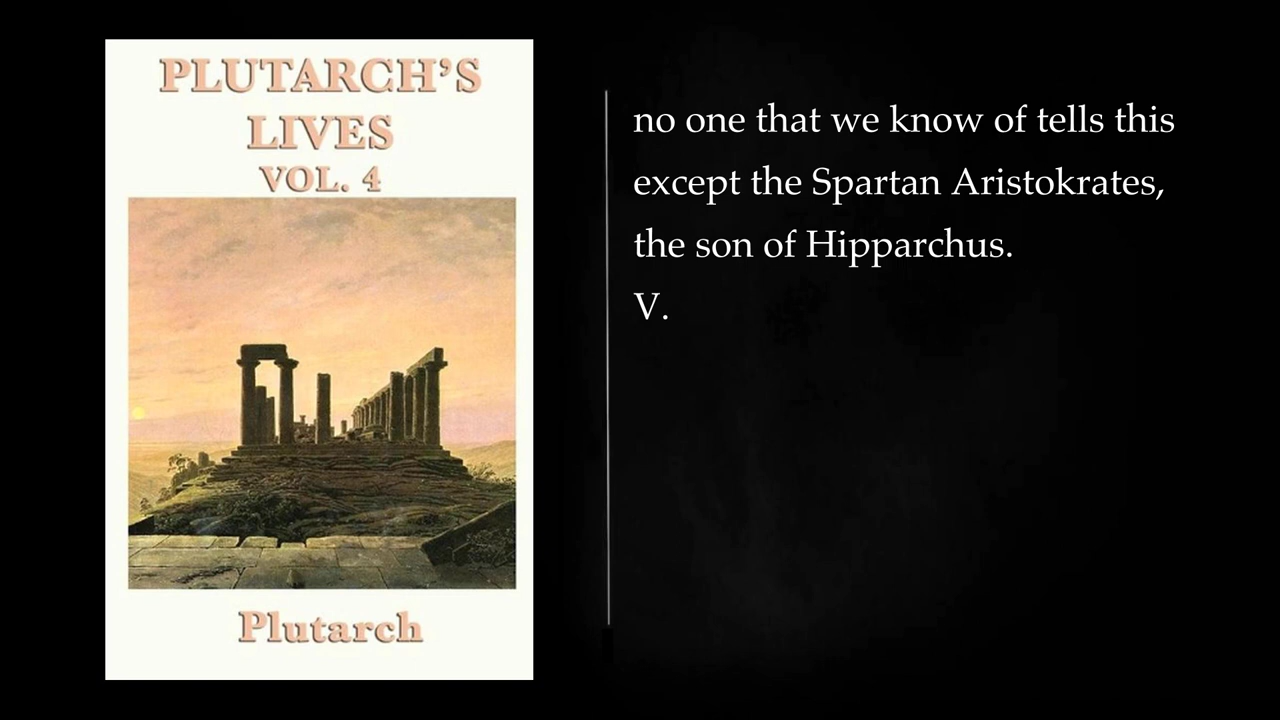 PLUTARCH'S
LIVES
VOL. 4
Plutarch
no one that we know of tells this
except the Spartan Aristokrates,
the son of Hipparchus.
V.